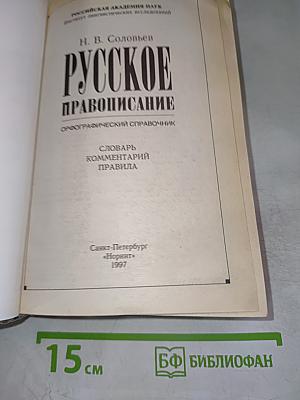 РОССИЙСКАЯ АКАДЕМИЯ НАУК
ИНСТИТУТ ЛИНГВИСТИЧЕСКИХ ИССЛЕДОВАНИЙ
Н. В. Соловьев
РУССКОЕ
ПРАВОПИСАНИЕ
ОРФОГРАФИЧЕСКИЙ СПРАВОЧНИК
СЛОВАРЬ
КОММЕНТАРИЙ
ПРАВИЛА
Санкт-Петербург
«Норинт»
1997
15 см
БФ БИБЛИОФАН